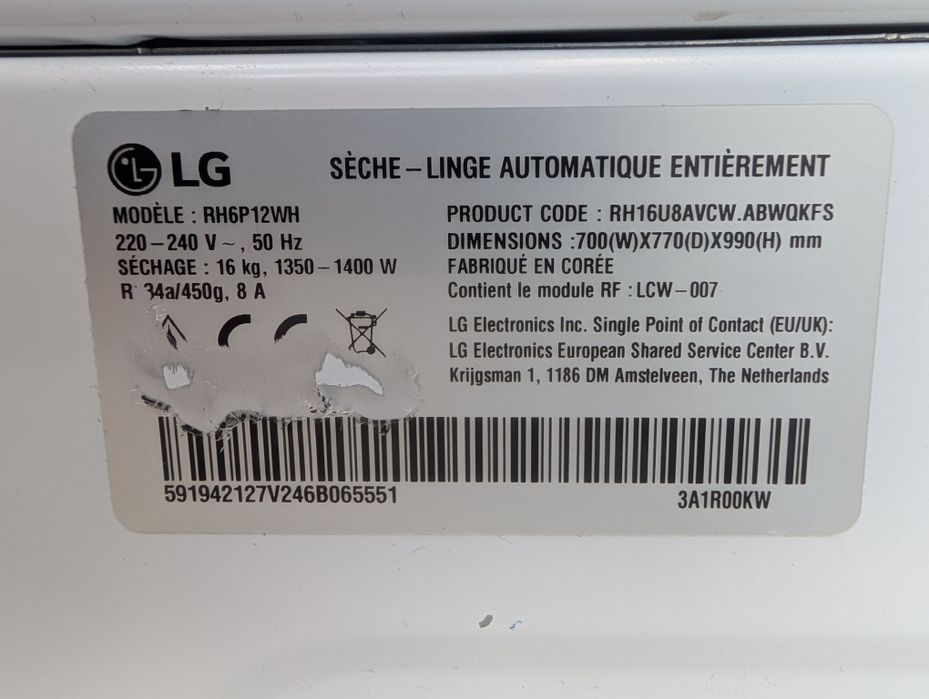 LG
SÈCHE-LINGE AUTOMATIQUE ENTIÈREMENT
MODÈLE : RH6P12WH
220-240 V~, 50 Hz
SÉCHAGE : 16 kg, 1350-1400 W
R 34a/450g, 8 A
PRODUCT CODE : RH16U8AVCW.ABWQKFS
DIMENSIONS :700(W)X770(D)X990(H) mm
FABRIQUÉ EN CORÉE
Contient le module RF : LCW-007
LG Electronics Inc. Single Point of Contact (EU/UK):
LG Electronics European Shared Service Center B.V.
Krijgsman 1, 1186 DM Amstelveen, The Netherlands
591942127V246B065551
3A1R00KW